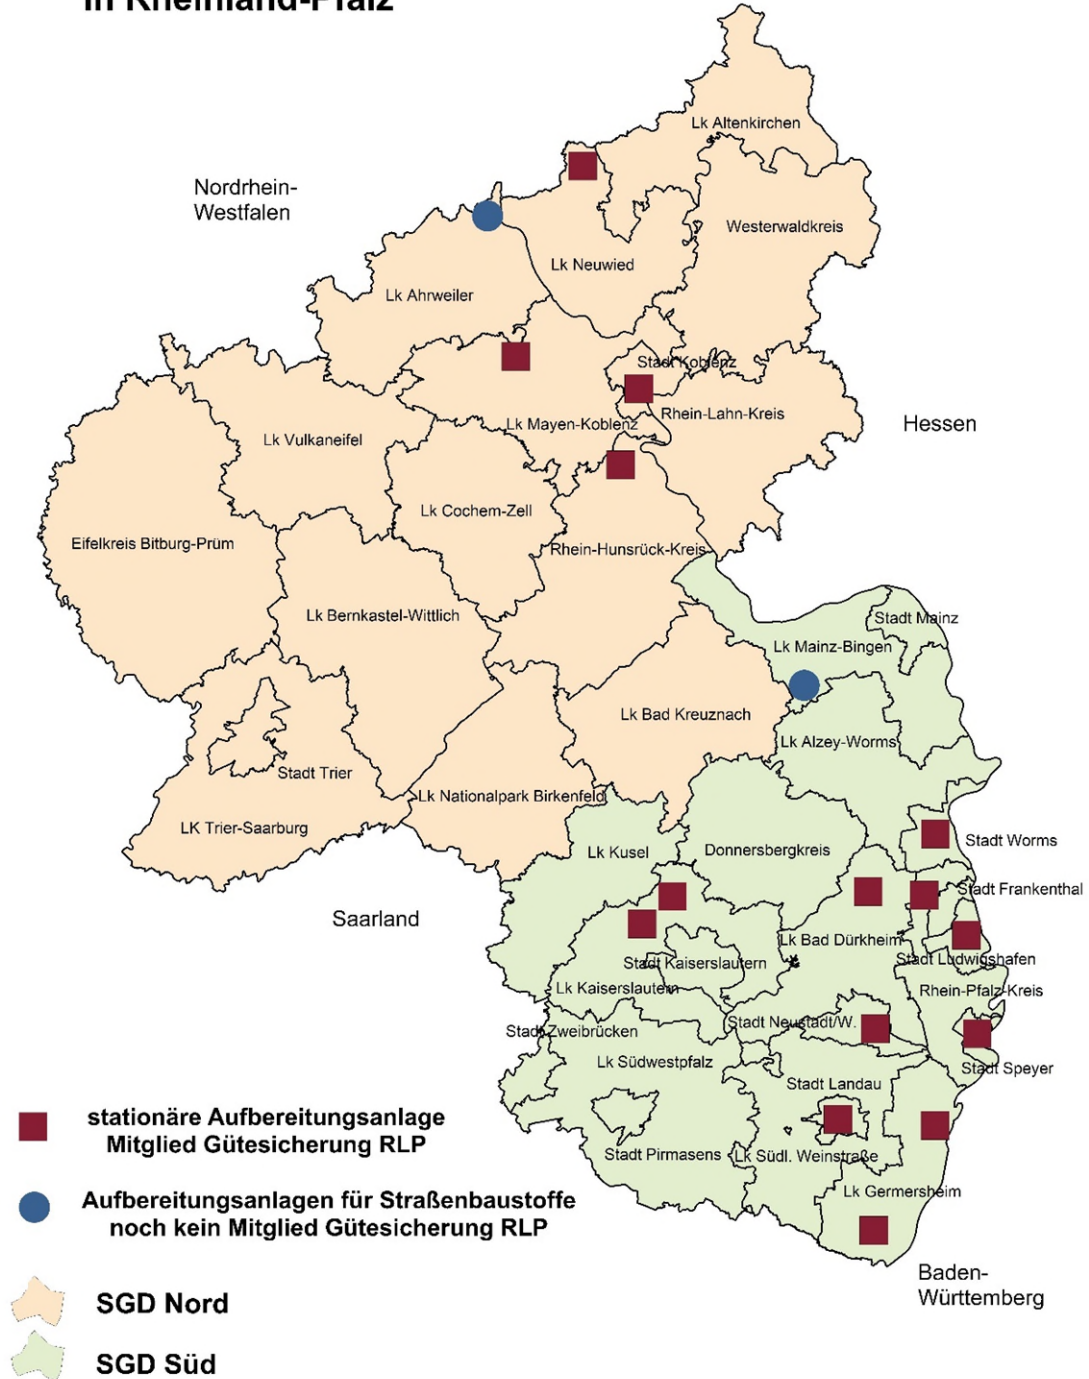 in Rheinland-Pfalz
Lk Altenkirchen
Nordrhein-
Westfalen
Westerwaldkreis
Lk Neuwied
Lk Ahrweiler
Stadt Koblenz
Rhein-Lahn-Kreis
Hessen
Lk Mayen-Koblenz
Lk Vulkaneifel
Lk Cochem-Zell
Eifelkreis Bitburg-Prüm
Rhein-Hunsrück-Kreis
Lk Bernkastel-Wittlich
Stadt Mainz
Lk Mainz-Bingen
Lk Bad Kreuznach
Lk Alzey-Worms
Stadt Trier
Lk Nationalpark Birkenfeld
LK Trier-Saarburg
Lk Kusel
Donnersbergkreis
Stadt Worms
Stadt Frankenthal
Saarland
Lk Bad Dürkheim
Stadt Ludwigshafen
Stadt Kaiserslautern
Lk Kaiserslautern
Rhein-Pfalz-Kreis
Stadt Neustadt/W.
Stadt Zweibrücken
Lk Südwestpfalz
Stadt Speyer
Stadt Landau
Stadt Pirmasens
Lk Südl. Weinstraße
Lk Germersheim
Baden-
Württemberg
stationäre Aufbereitungsanlage
Mitglied Gütesicherung RLP
Aufbereitungsanlagen für Straßenbaustoffe
noch kein Mitglied Gütesicherung RLP
SGD Nord
SGD Süd